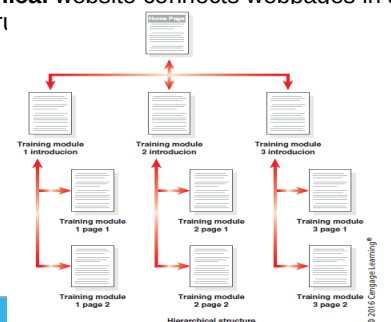 website connects webpages in
Home Page
Training module
1 introducion
Training module
2 introducion
Training module
3 introducion
Training module
1 page 1
Training module
2 page 1
Training module
3 page 1
Training module
1 page 2
Training module
2 page 2
Training module
3 page 2
Hierarchical structure
© 2016 Cengage Learning®